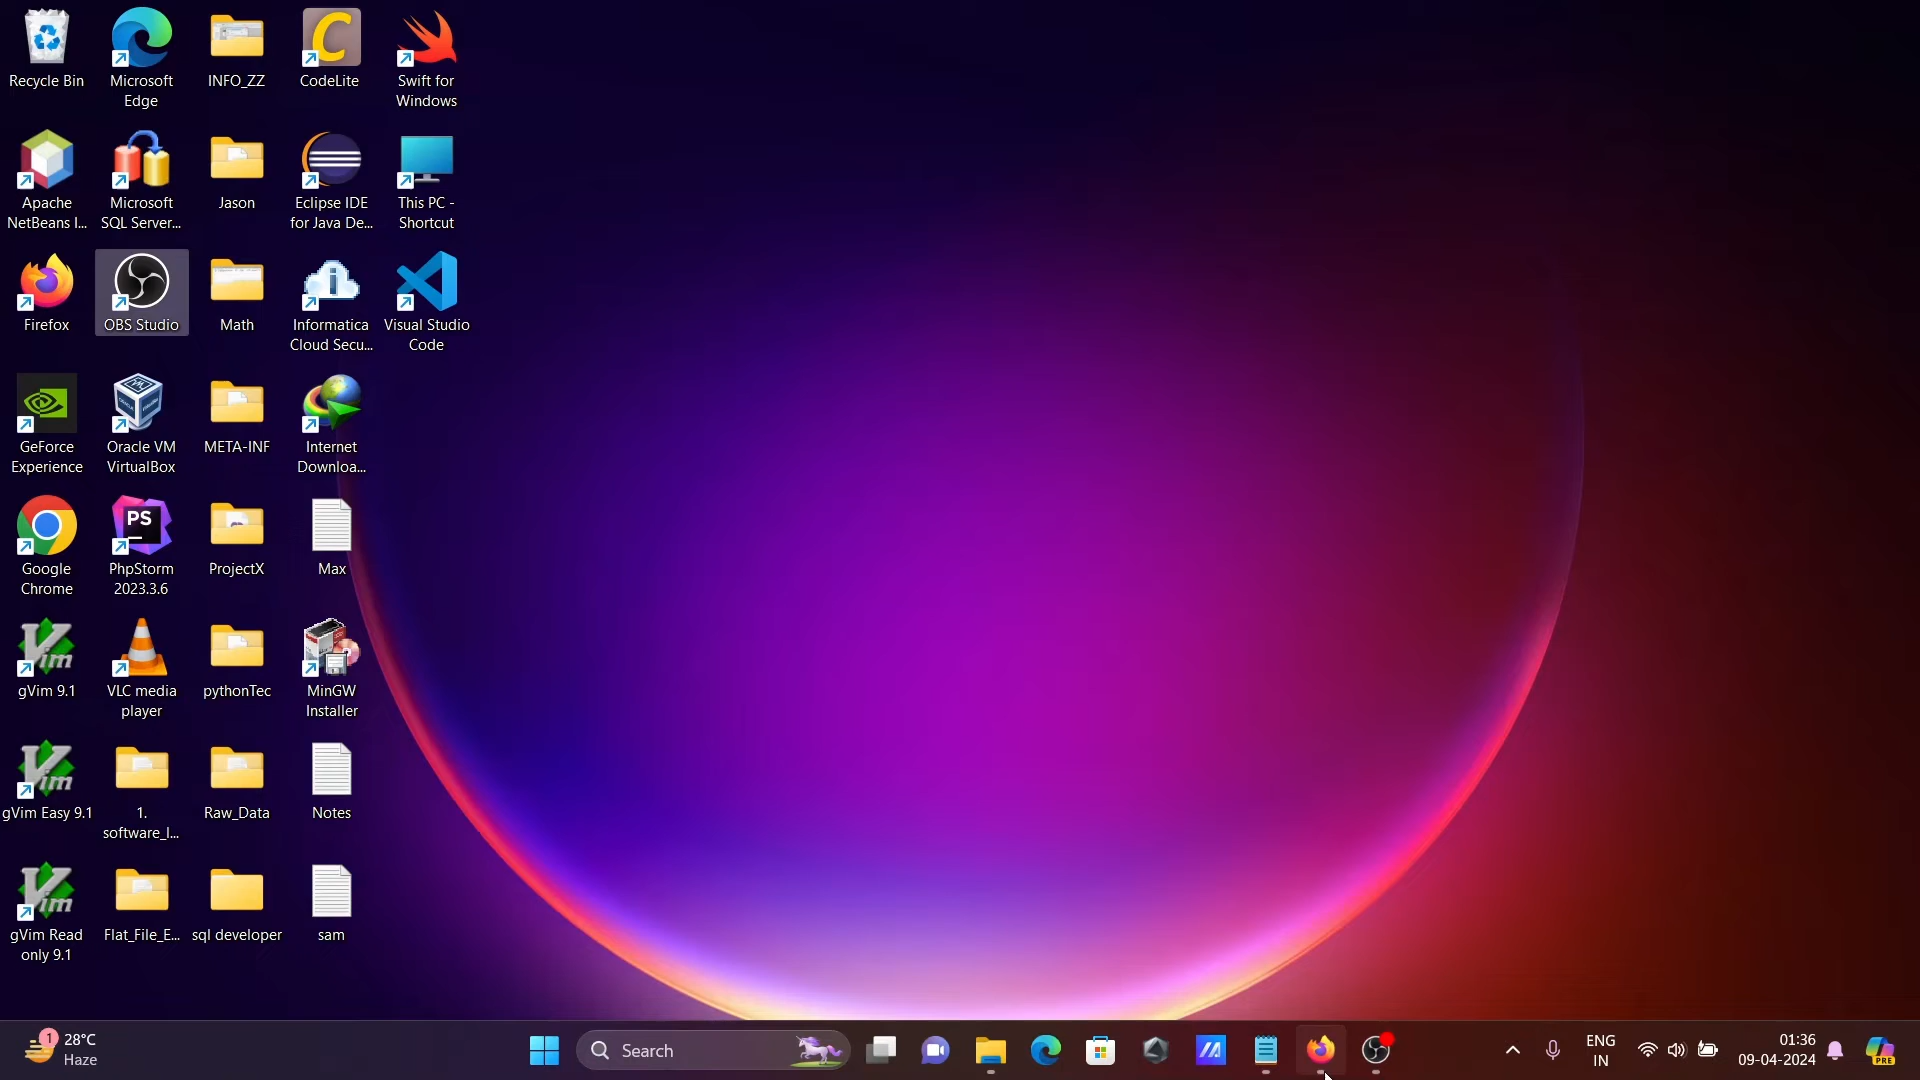 Recycle Bin
Microsoft
Edge
INFO_ZZ
CodeLite
Swift for
Windows
Apache
NetBeans I...
Microsoft
SQL Server...
Jason
Eclipse IDE
for Java De...
This PC -
Shortcut
Firefox
OBS Studio
Math
Informatica
Cloud Secu...
Visual Studio
Code
GeForce
Experience
Oracle VM
VirtualBox
META-INF
Internet
Downloa...
Google
Chrome
PS
PhpStorm
2023.3.6
ProjectX
Max
gVim 9.1
VLC media
player
pythonTec
MinGW
Installer
gVim Easy 9.1
1.
software_l...
Raw_Data
Notes
gVim Read
only 9.1
Flat_File_E...
sql developer
sam
1
28°C
Haze
Search
ENG
IN
01:36
09-04-2024
PRE